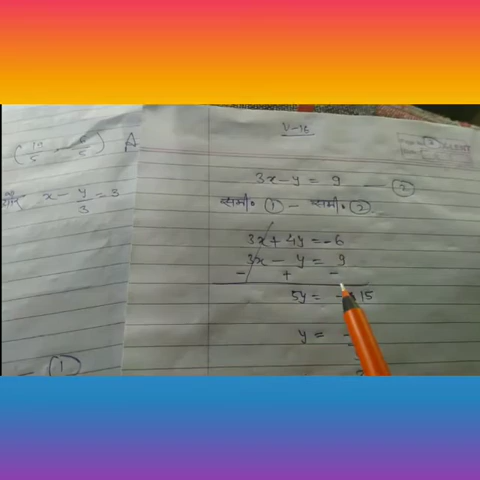 V-16
A
और x - y/3 = 3
3x - y = 9 — ②
समी० ① - समी० ②
3x + 4y = -6
3x - y = 9
- + -
5y = -15
y = -
— ①